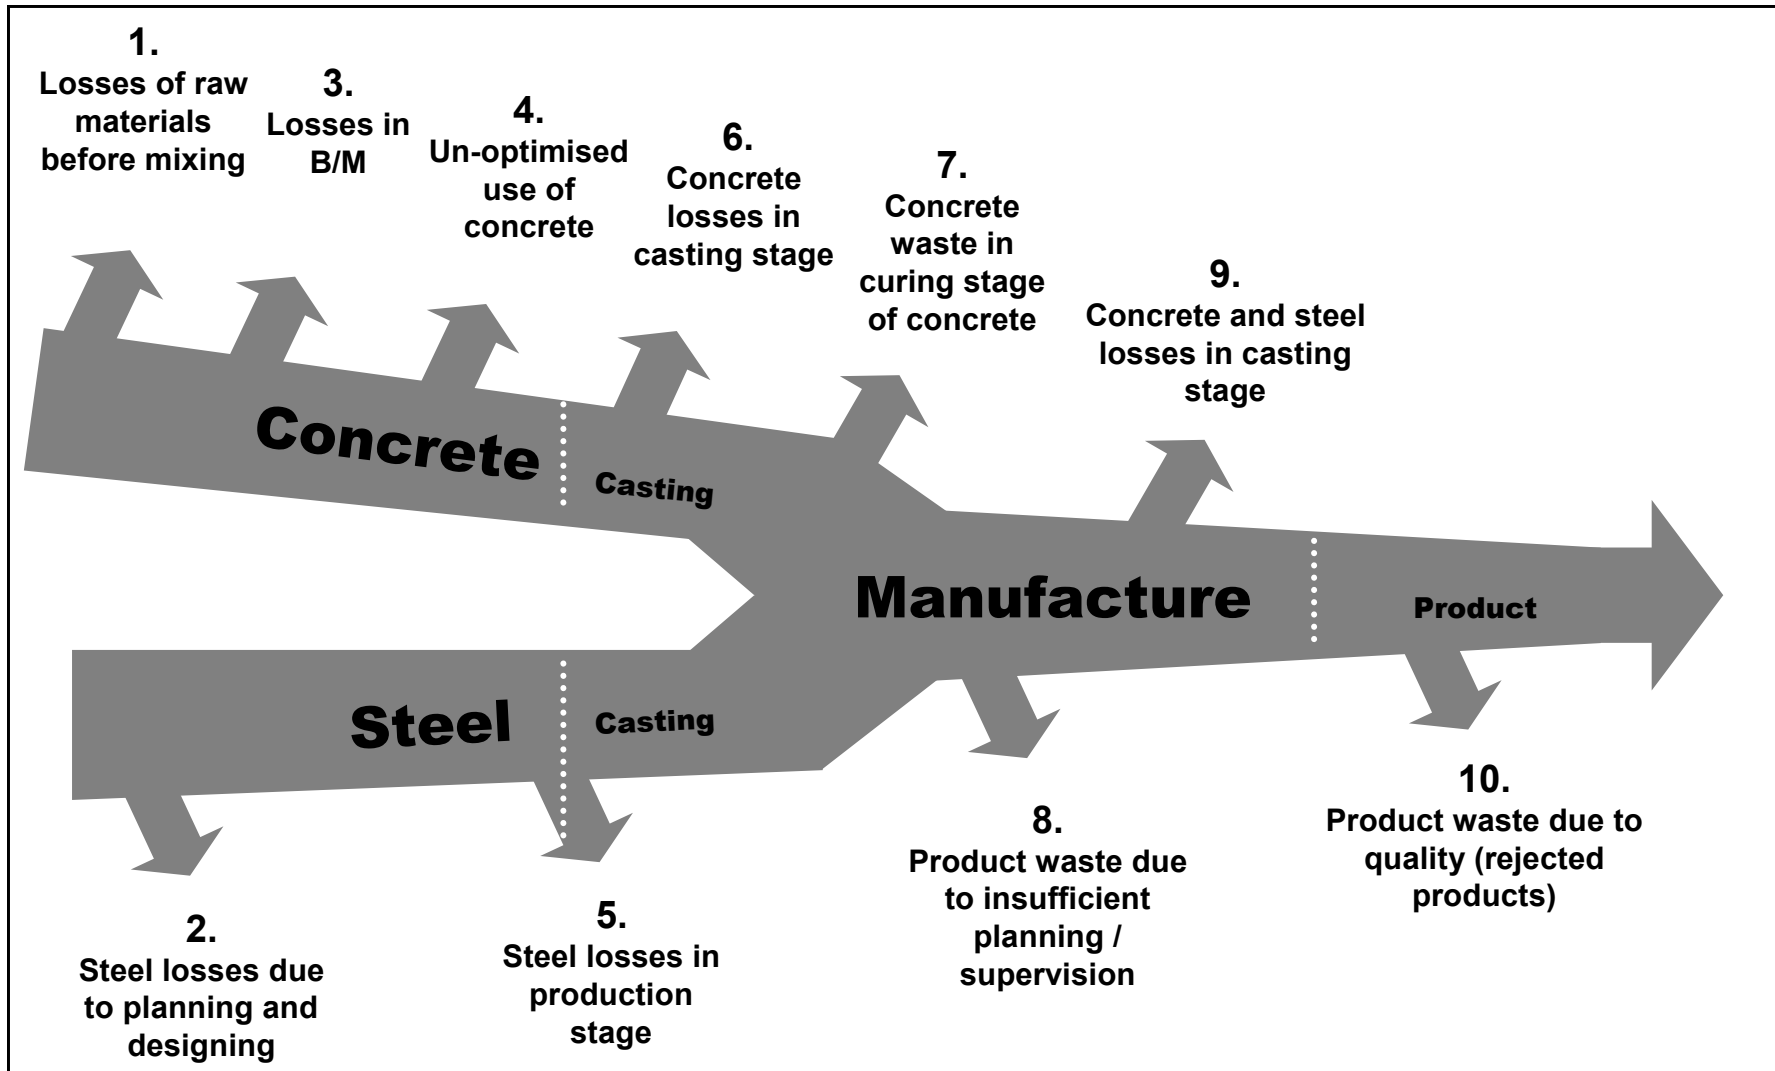 1.
Losses of raw
materials
before mixing
3.
Losses in
B/M
4.
Un-optimised
use of
concrete
6.
Concrete
losses in
casting stage
7.
Concrete
waste in
curing stage
of concrete
9.
Concrete and steel
losses in casting
stage
Concrete
Casting
Manufacture
Product
Steel
Casting
2.
Steel losses due
to planning and
designing
5.
Steel losses in
production
stage
8.
Product waste due
to insufficient
planning /
supervision
10.
Product waste due to
quality (rejected
products)